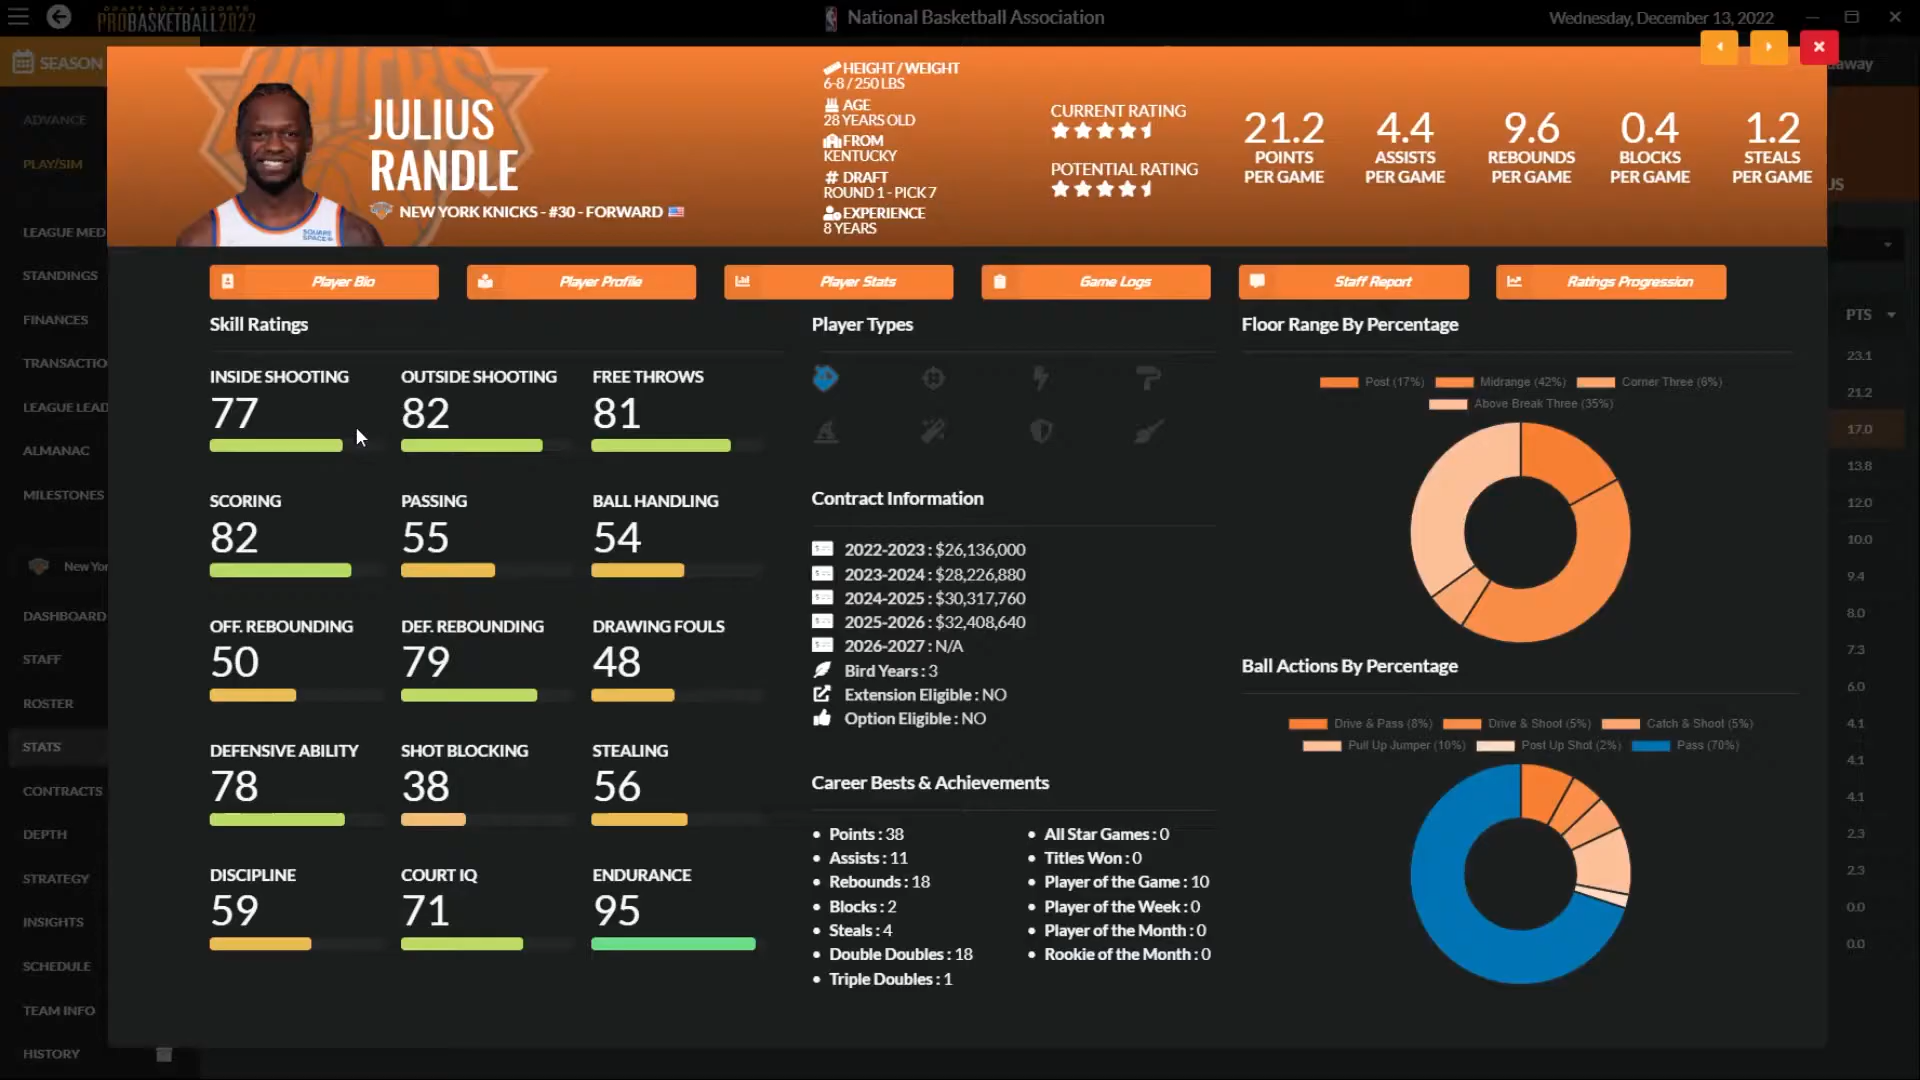 DRAFT • DAY • SPORTS
PROBASKETBALL2022
National Basketball Association
Wednesday, December 13, 2022
SEASON
away
ADVANCE
PLAY/SIM
LEAGUE MED
STANDINGS
FINANCES
TRANSACTIO
LEAGUE LEAD
ALMANAC
MILESTONES
New Yor
DASHBOARD
STAFF
ROSTER
STATS
CONTRACTS
DEPTH
STRATEGY
INSIGHTS
SCHEDULE
TEAM INFO
HISTORY
KNICKS
JULIUS
RANDLE
NEW YORK KNICKS - #30 - FORWARD
SQUARE
SPACE
HEIGHT / WEIGHT
6-8 / 250 LBS
AGE
28 YEARS OLD
FROM
KENTUCKY
# DRAFT
ROUND 1 - PICK 7
EXPERIENCE
8 YEARS
CURRENT RATING
POTENTIAL RATING
21.2
POINTS
PER GAME
4.4
ASSISTS
PER GAME
9.6
REBOUNDS
PER GAME
0.4
BLOCKS
PER GAME
1.2
STEALS
PER GAME
Player Bio
Player Profile
Player Stats
Game Logs
Staff Report
Ratings Progression
Skill Ratings
INSIDE SHOOTING
77
OUTSIDE SHOOTING
82
FREE THROWS
81
SCORING
82
PASSING
55
BALL HANDLING
54
OFF. REBOUNDING
50
DEF. REBOUNDING
79
DRAWING FOULS
48
DEFENSIVE ABILITY
78
SHOT BLOCKING
38
STEALING
56
DISCIPLINE
59
COURT IQ
71
ENDURANCE
95
Player Types
Contract Information
2022-2023 : $26,136,000
2023-2024 : $28,226,880
2024-2025 : $30,317,760
2025-2026 : $32,408,640
2026-2027 : N/A
Bird Years : 3
Extension Eligible : NO
Option Eligible : NO
Career Bests & Achievements
• Points : 38
• Assists : 11
• Rebounds : 18
• Blocks : 2
• Steals : 4
• Double Doubles : 18
• Triple Doubles : 1
• All Star Games : 0
• Titles Won : 0
• Player of the Game : 10
• Player of the Week : 0
• Player of the Month : 0
• Rookie of the Month : 0
Floor Range By Percentage
Post (17%) Midrange (42%) Corner Three (6%)
Above Break Three (35%)
Ball Actions By Percentage
Drive & Pass (8%) Drive & Shoot (5%) Catch & Shoot (5%)
Pull Up Jumper (10%) Post Up Shot (2%) Pass (70%)
US
PTS
23.1
21.2
17.0
13.8
12.0
10.0
9.4
8.0
7.3
6.0
4.1
4.1
4.1
2.3
2.3
0.0
0.0